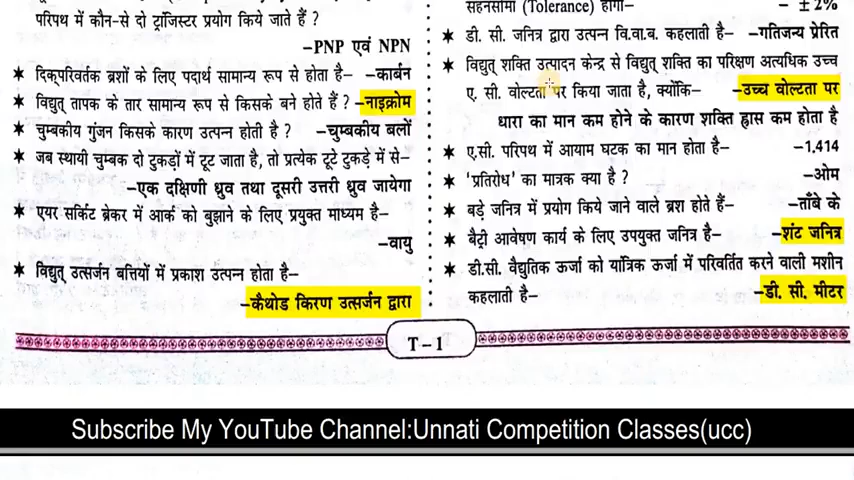 परिपथ में कौन-से दो ट्रांजिस्टर प्रयोग किये जाते हैं ?
–PNP एवं NPN
★ दिक्परिवर्तक ब्रशों के लिए पदार्थ सामान्य रूप से होता है– –कार्बन
★ विद्युत् तापक के तार सामान्य रूप से किसके बने होते हैं ? –नाइक्रोम
★ चुम्बकीय गुंजन किसके कारण उत्पन्न होती है ? –चुम्बकीय बलों
★ जब स्थायी चुम्बक दो टुकड़ों में टूट जाता है, तो प्रत्येक टूटे टुकड़े में से–
–एक दक्षिणी ध्रुव तथा दूसरी उत्तरी ध्रुव जायेगा
★ एयर सर्किट ब्रेकर में आर्क को बुझाने के लिए प्रयुक्त माध्यम है–
–वायु
★ विद्युत् उत्सर्जन बत्तियों में प्रकाश उत्पन्न होता है–
–कैथोड किरण उत्सर्जन द्वारा
सहनसीमा (Tolerance) होगा– – ± 2%
★ डी. सी. जनित्र द्वारा उत्पन्न वि.वा.ब. कहलाती है– –गतिजन्य प्रेरित
★ विद्युत् शक्ति उत्पादन केन्द्र से विद्युत् शक्ति का परिक्षण अत्यधिक उच्च
ए. सी. वोल्टता पर किया जाता है, क्योंकि– –उच्च वोल्टता पर
धारा का मान कम होने के कारण शक्ति ह्रास कम होता है
★ ए.सी. परिपथ में आयाम घटक का मान होता है– –1,414
★ 'प्रतिरोध' का मात्रक क्या है ? –ओम
★ बड़े जनित्र में प्रयोग किये जाने वाले ब्रश होते हैं– –ताँबे के
★ बैट्री आवेषण कार्य के लिए उपयुक्त जनित्र है– –शंट जनित्र
★ डी.सी. वैद्युतिक ऊर्जा को यांत्रिक ऊर्जा में परिवर्तित करने वाली मशीन
कहलाती है– –डी. सी. मीटर
T–1
Subscribe My YouTube Channel:Unnati Competition Classes(ucc)